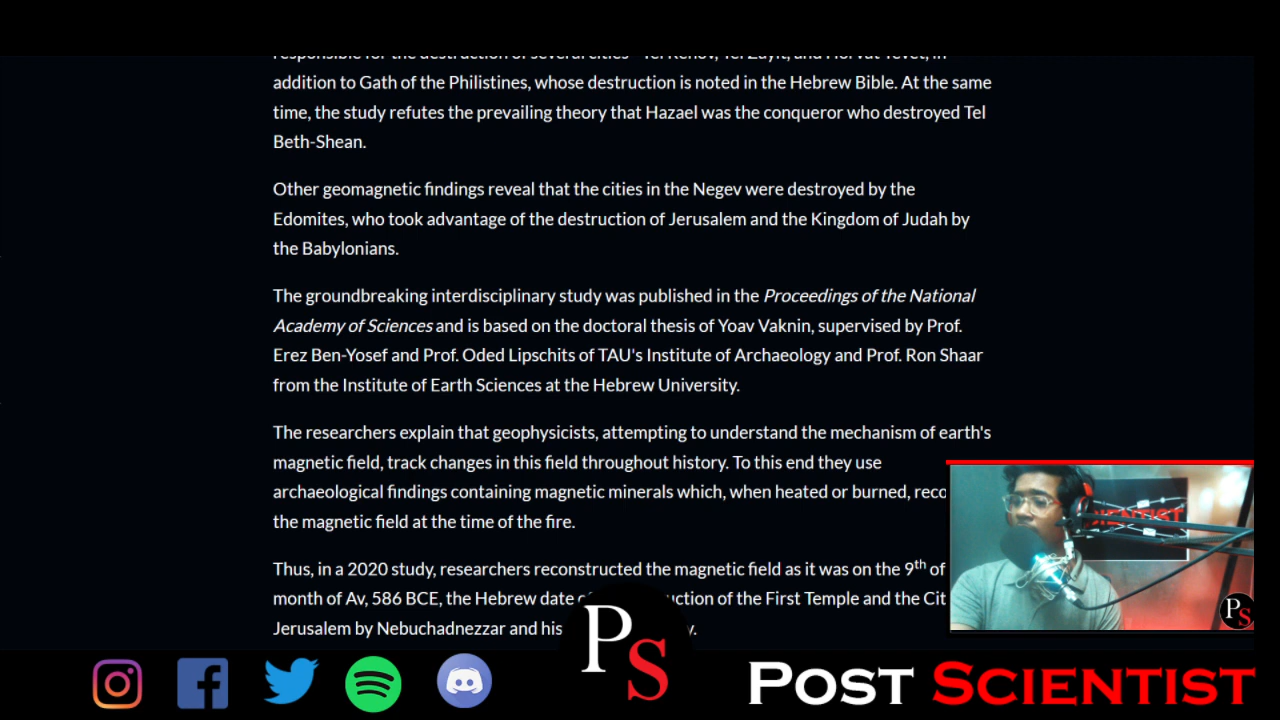 addition to Gath of the Philistines, whose destruction is noted in the Hebrew Bible. At the same
time, the study refutes the prevailing theory that Hazael was the conqueror who destroyed Tel
Beth-Shean.
Other geomagnetic findings reveal that the cities in the Negev were destroyed by the
Edomites, who took advantage of the destruction of Jerusalem and the Kingdom of Judah by
the Babylonians.
The groundbreaking interdisciplinary study was published in the Proceedings of the National
Academy of Sciences and is based on the doctoral thesis of Yoav Vaknin, supervised by Prof.
Erez Ben-Yosef and Prof. Oded Lipschits of TAU's Institute of Archaeology and Prof. Ron Shaar
from the Institute of Earth Sciences at the Hebrew University.
The researchers explain that geophysicists, attempting to understand the mechanism of earth's
magnetic field, track changes in this field throughout history. To this end they use
archaeological findings containing magnetic minerals which, when heated or burned, reco
the magnetic field at the time of the fire.
Thus, in a 2020 study, researchers reconstructed the magnetic field as it was on the 9th of
month of Av, 586 BCE, the Hebrew date uction of the First Temple and the Cit
Jerusalem by Nebuchadnezzar and his y.
PS
POST SCIENTIST
PS